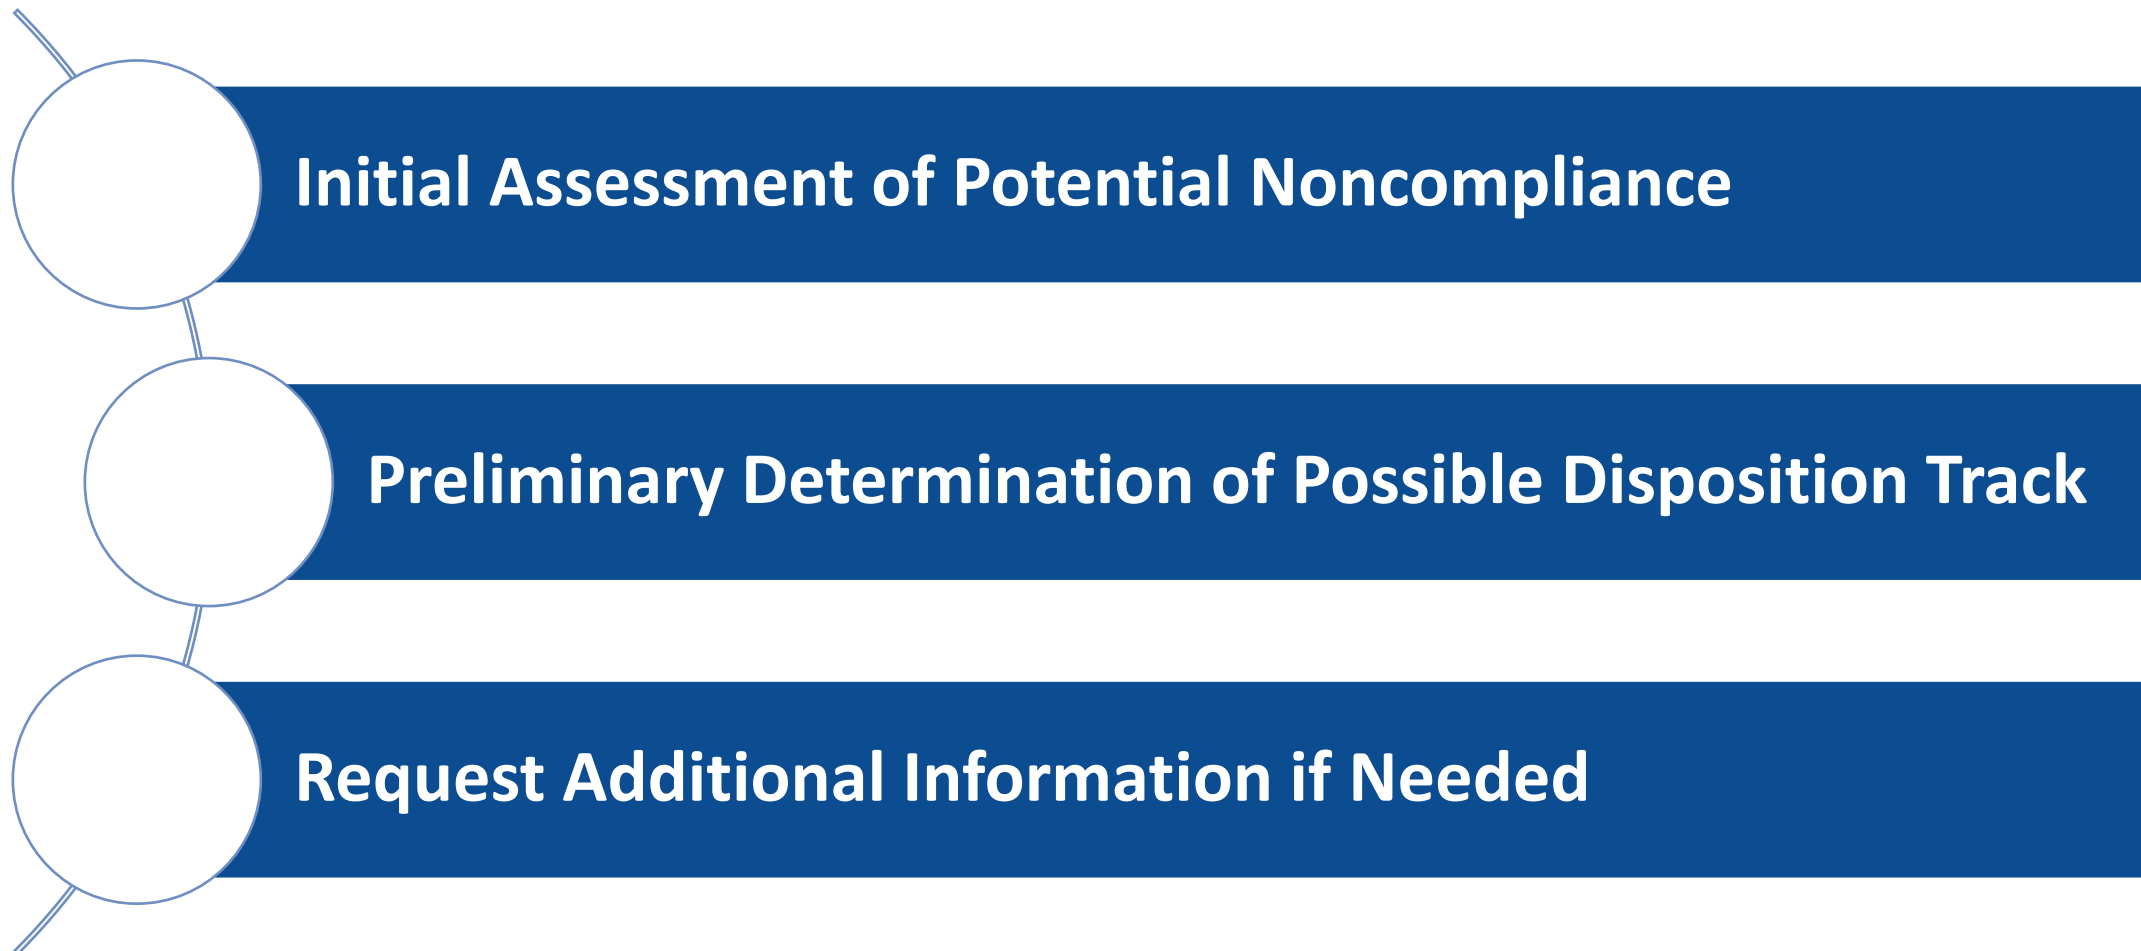 Initial Assessment of Potential Noncompliance
Preliminary Determination of Possible Disposition Track
Request Additional Information if Needed